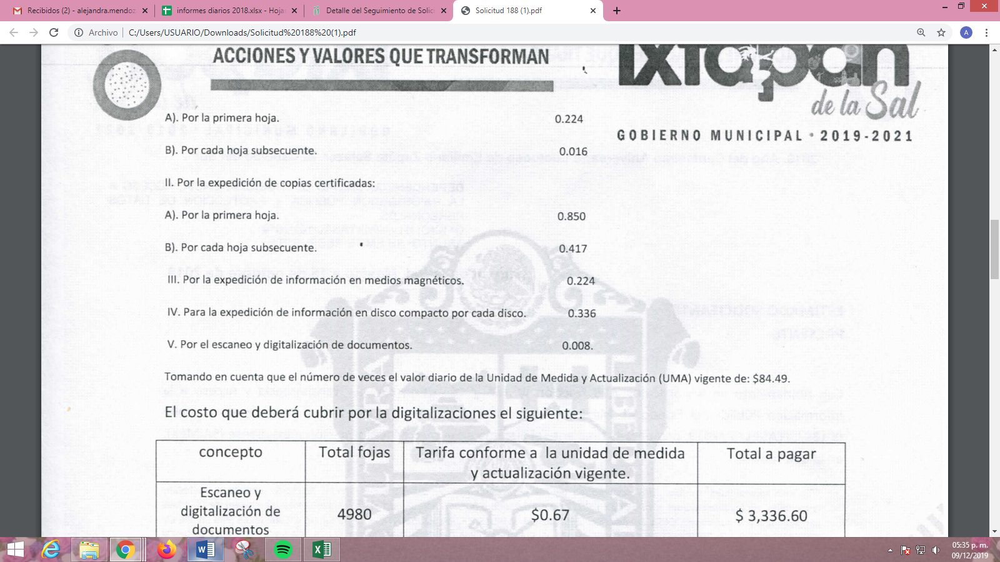 Recibidos (2) - alejandra.mendoz
informes diarios 2018.xlsx - Hoja
Detalle del Seguimiento de Solici
Solicitud 188 (1).pdf
Archivo
C:/Users/USUARIO/Downloads/Solicitud%20188%20(1).pdf
A
ACCIONES Y VALORES QUE TRANSFORMAN
Ixtapan
de la Sal
GOBIERNO MUNICIPAL • 2019-2021
A). Por la primera hoja. 0.224
B). Por cada hoja subsecuente. 0.016
II. Por la expedición de copias certificadas:
A). Por la primera hoja. 0.850
B). Por cada hoja subsecuente. 0.417
III. Por la expedición de información en medios magnéticos. 0.224
IV. Para la expedición de información en disco compacto por cada disco. 0.336
V. Por el escaneo y digitalización de documentos. 0.008.
Tomando en cuenta que el número de veces el valor diario de la Unidad de Medida y Actualización (UMA) vigente de: $84.49.
El costo que deberá cubrir por la digitalizaciones el siguiente:
concepto
Total fojas
Tarifa conforme a la unidad de medida
y actualización vigente.
Total a pagar
Escaneo y
digitalización de
documentos
4980
$0.67
$ 3,336.60
05:35 p. m.
09/12/2019